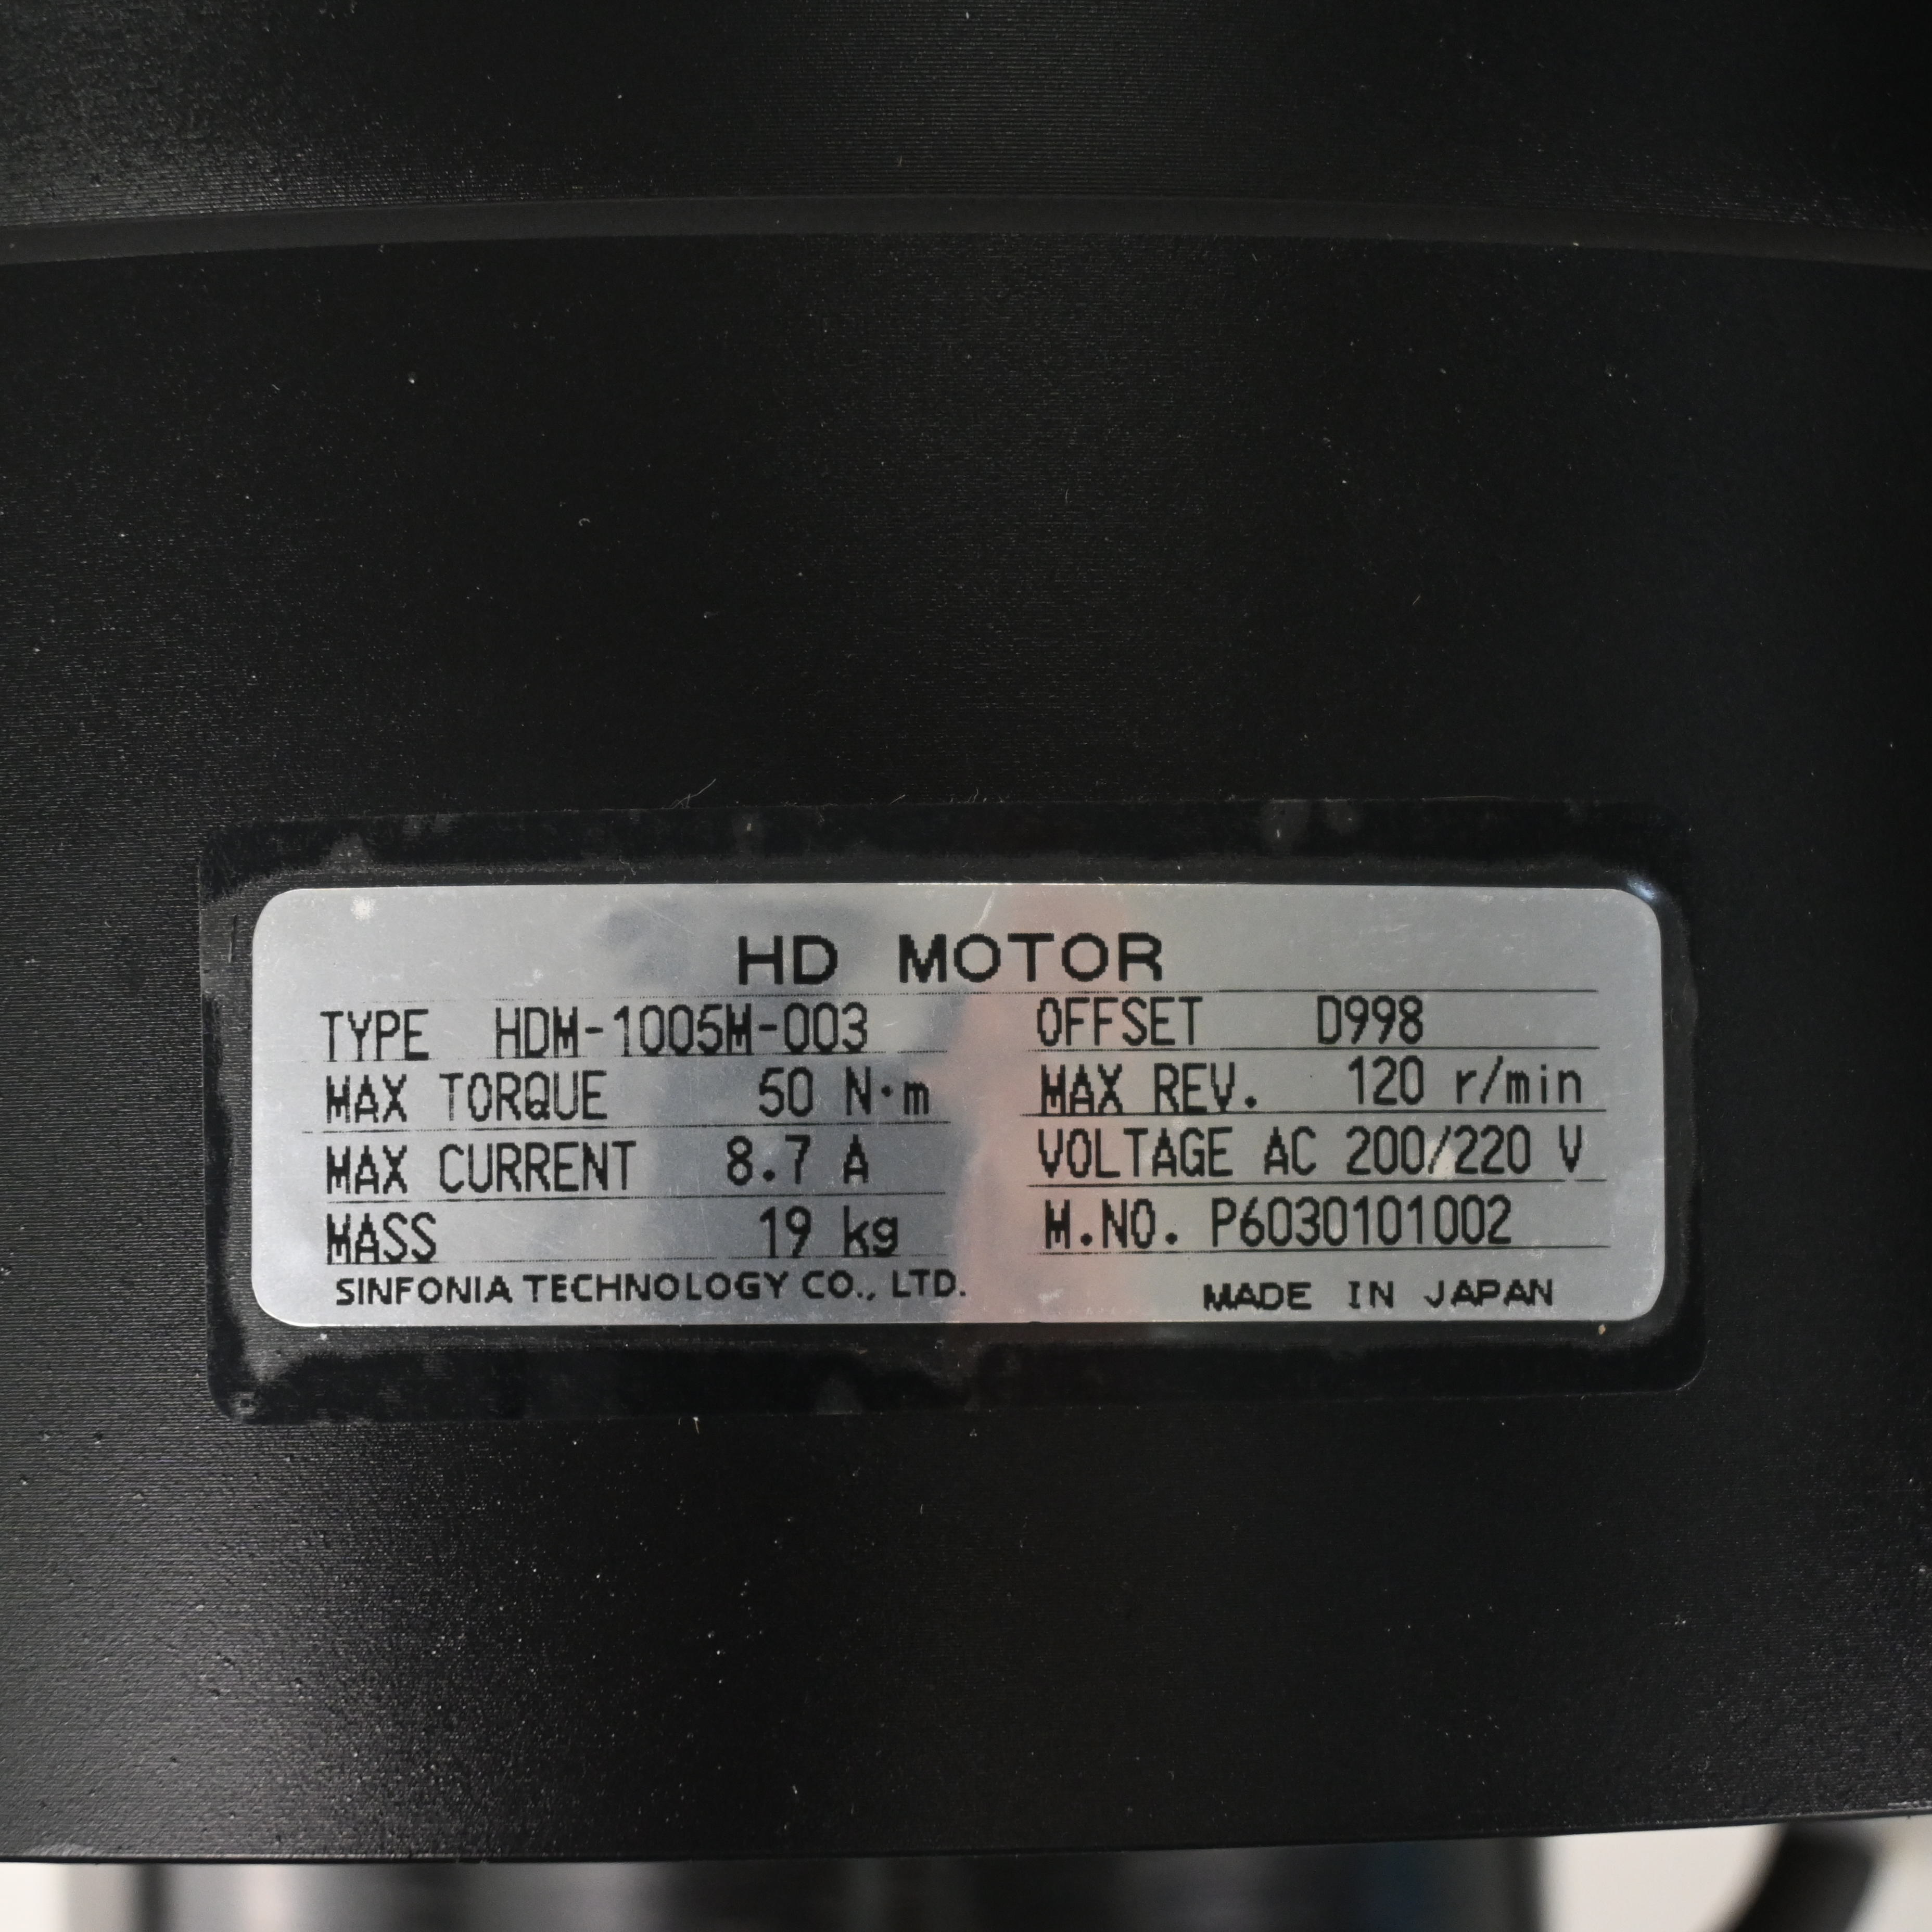 HD MOTOR
TYPE HDM-1005M-003 OFFSET D998
MAX TORQUE 50 N·m MAX REV. 120 r/min
MAX CURRENT 8.7 A VOLTAGE AC 200/220 V
MASS 19 kg M.NO. P6030101002
SINFONIA TECHNOLOGY CO., LTD. MADE IN JAPAN